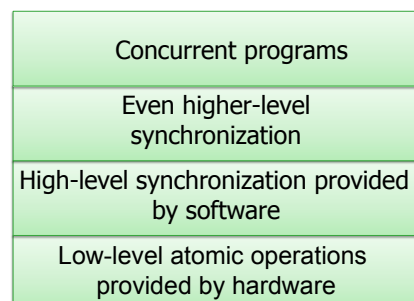 Concurrent programs
Even higher-level
synchronization
High-level synchronization provided
by software
Low-level atomic operations
provided by hardware